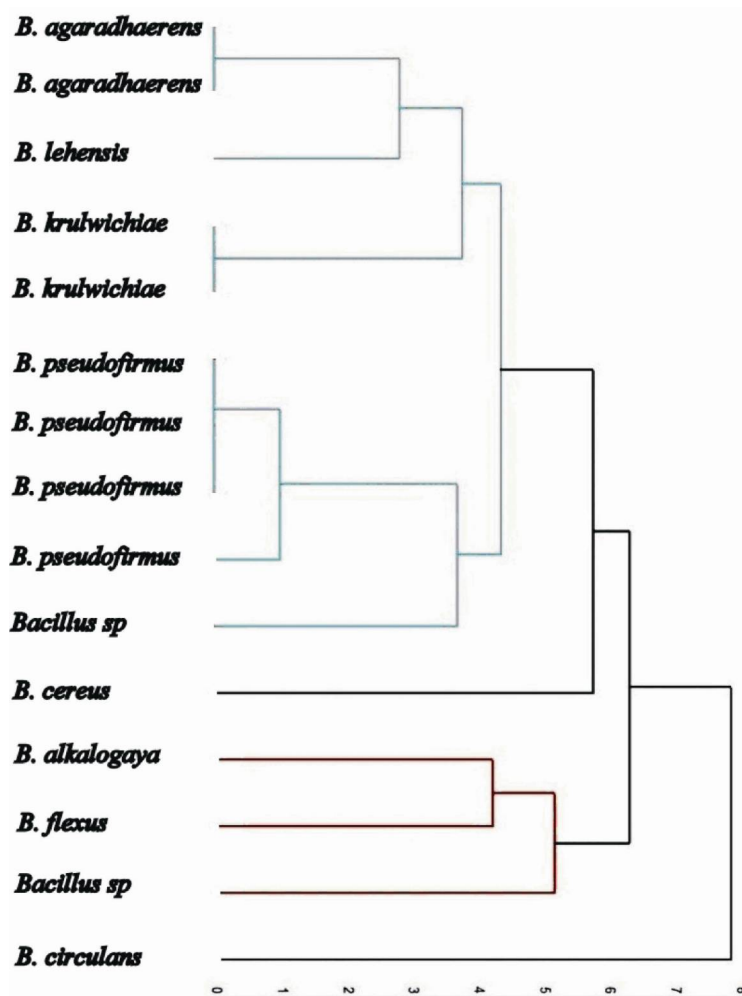 B. agaradhaerens
B. agaradhaerens
B. lehensis
B. krulwichiae
B. krulwichiae
B. pseudofirmus
B. pseudofirmus
B. pseudofirmus
B. pseudofirmus
Bacillus sp
B. cereus
B. alkalogaya
B. flexus
Bacillus sp
B. circulans
0 1 2 3 4 5 6 7 8